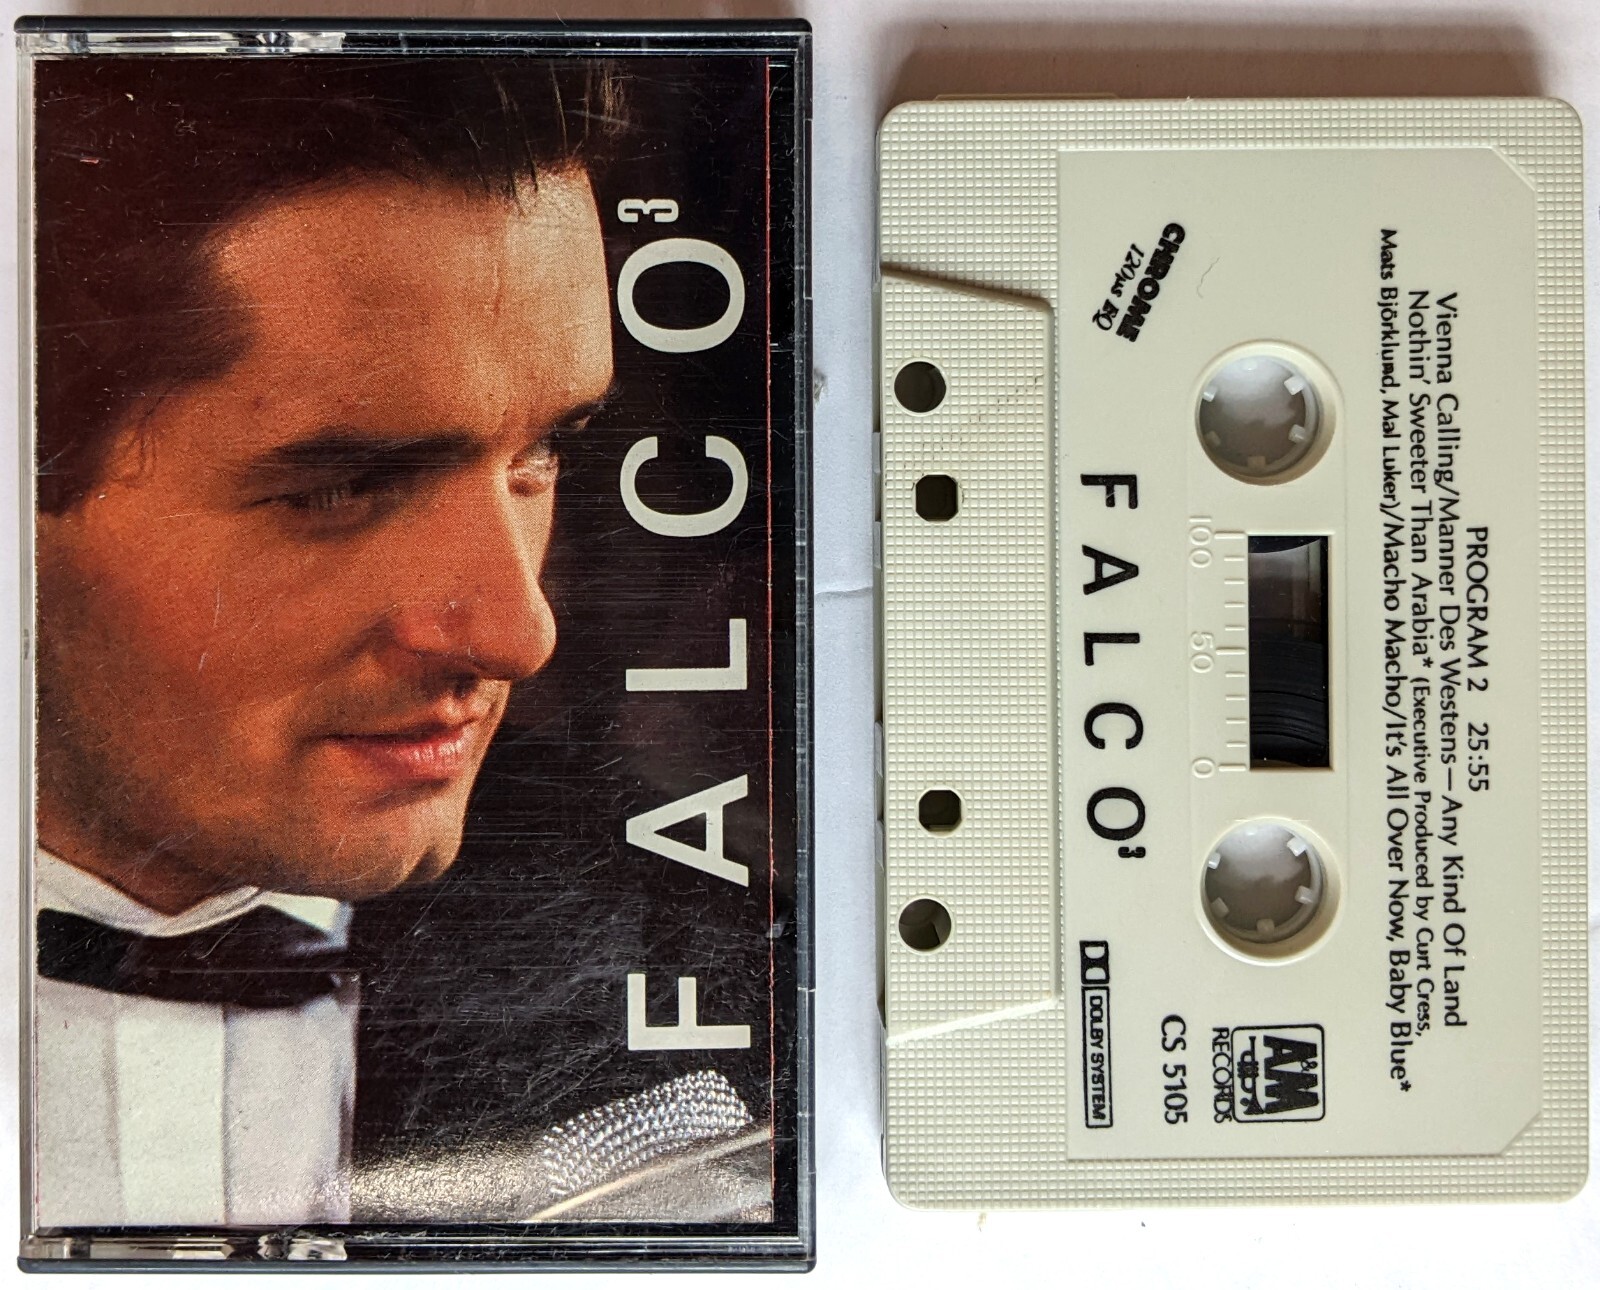 FALCO³
PROGRAM 2 25:55
Vienna Calling/Manner Des Westens—Any Kind Of Land
Nothin' Sweeter Than Arabia* (Executive Produced by Curt Cress,
Mats Björklund, Mal Luker)/Macho Macho/It's All Over Now, Baby Blue*
CHROME
120µs EQ
100 50 0
A&M
RECORDS
CS 5105
FALCO³
DOLBY SYSTEM